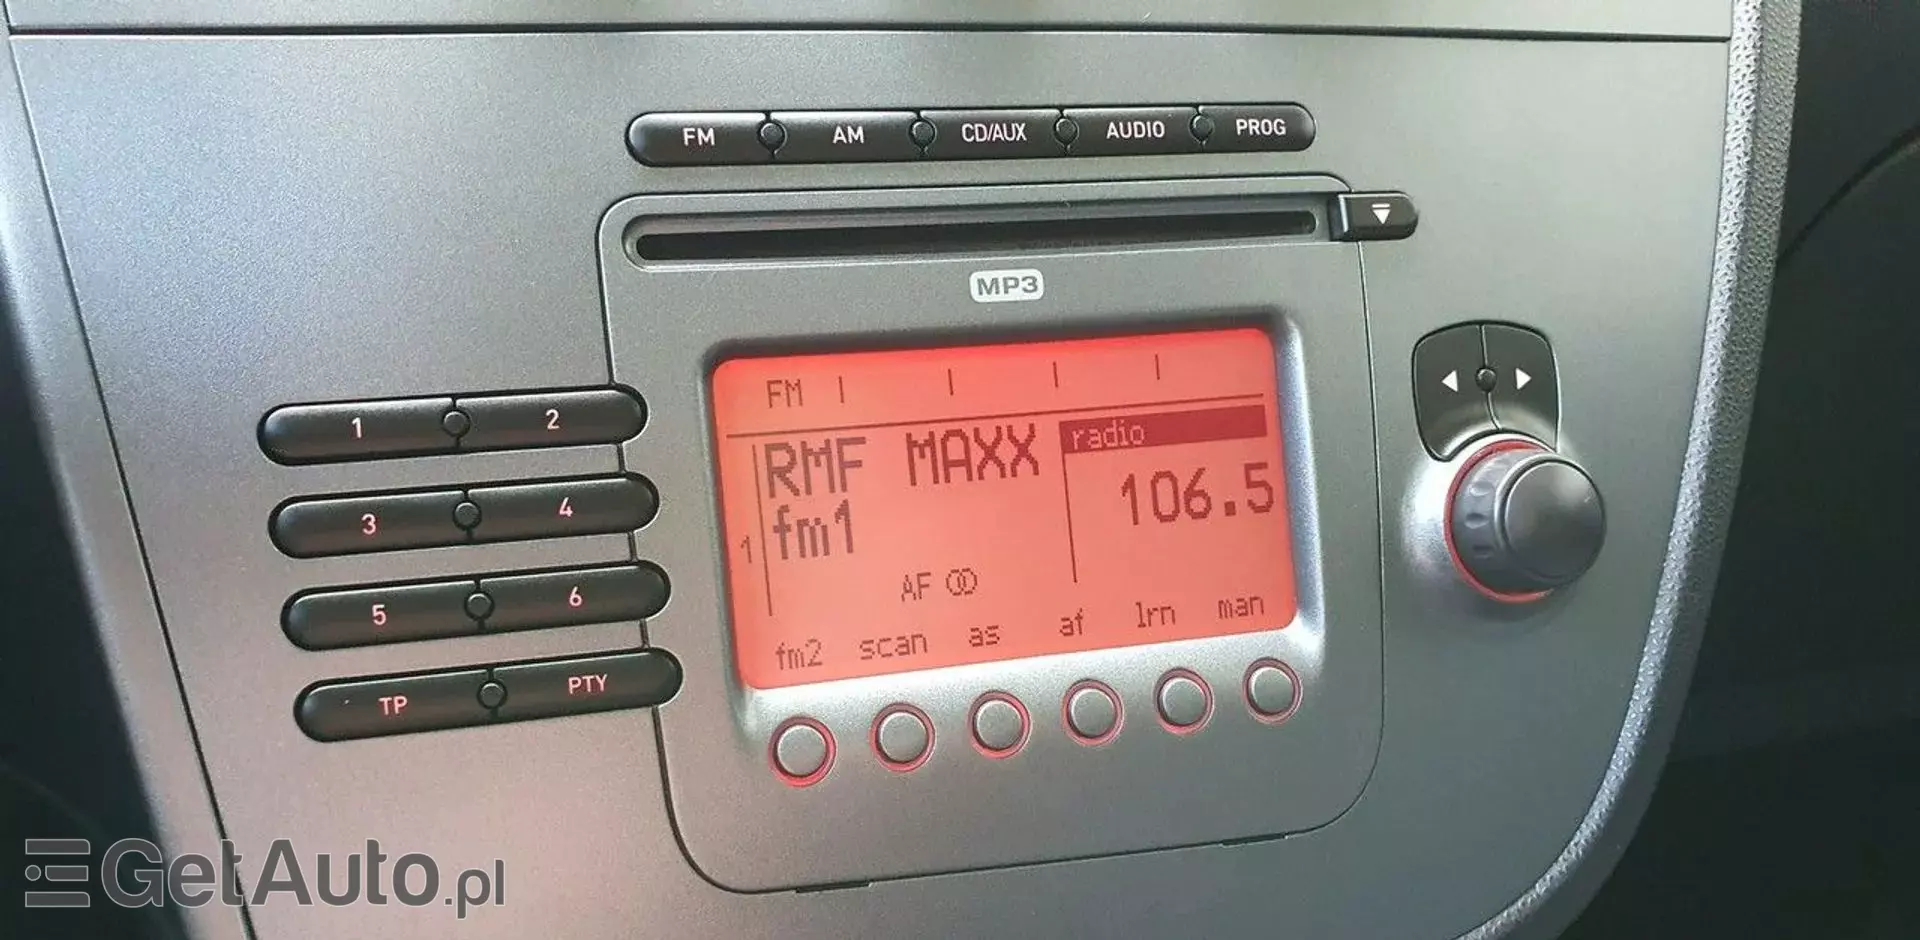 FM AM CD/AUX AUDIO PROG
MP3
FM
RMF MAXX radio
fm1 106.5
1
AF
fm2 scan as af lrn man
1 2
3 4
5 6
TP PTY
GetAuto.pl